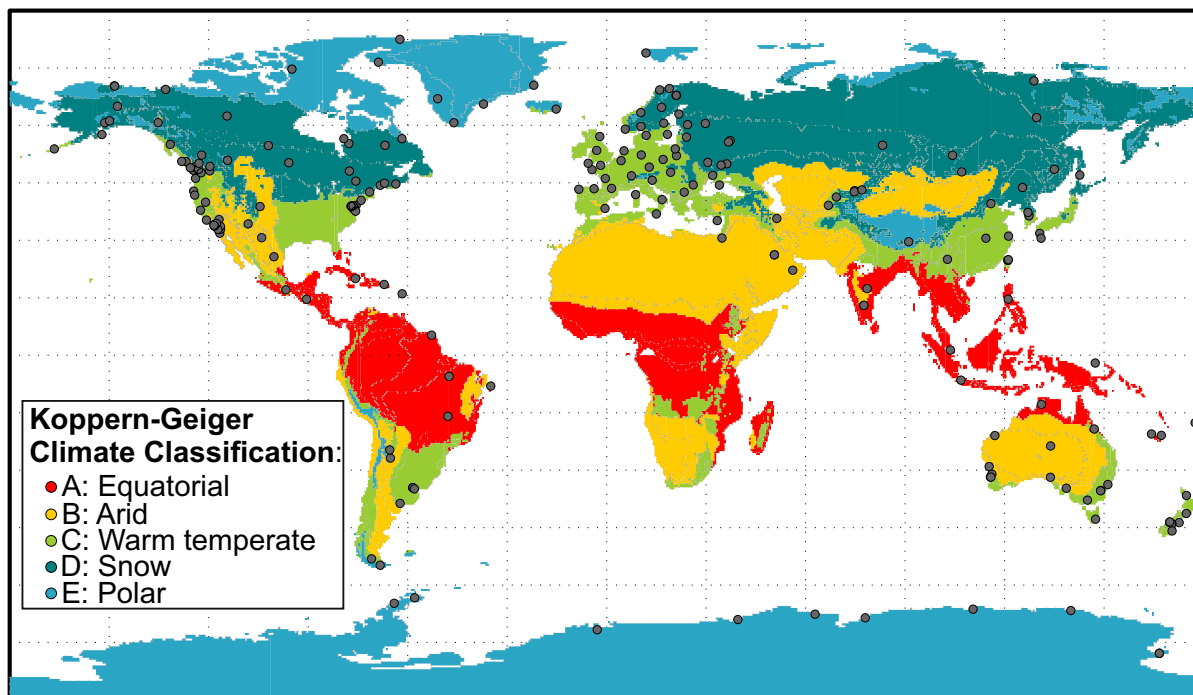 Koppern-Geiger
Climate Classification:
A: Equatorial
B: Arid
C: Warm temperate
D: Snow
E: Polar